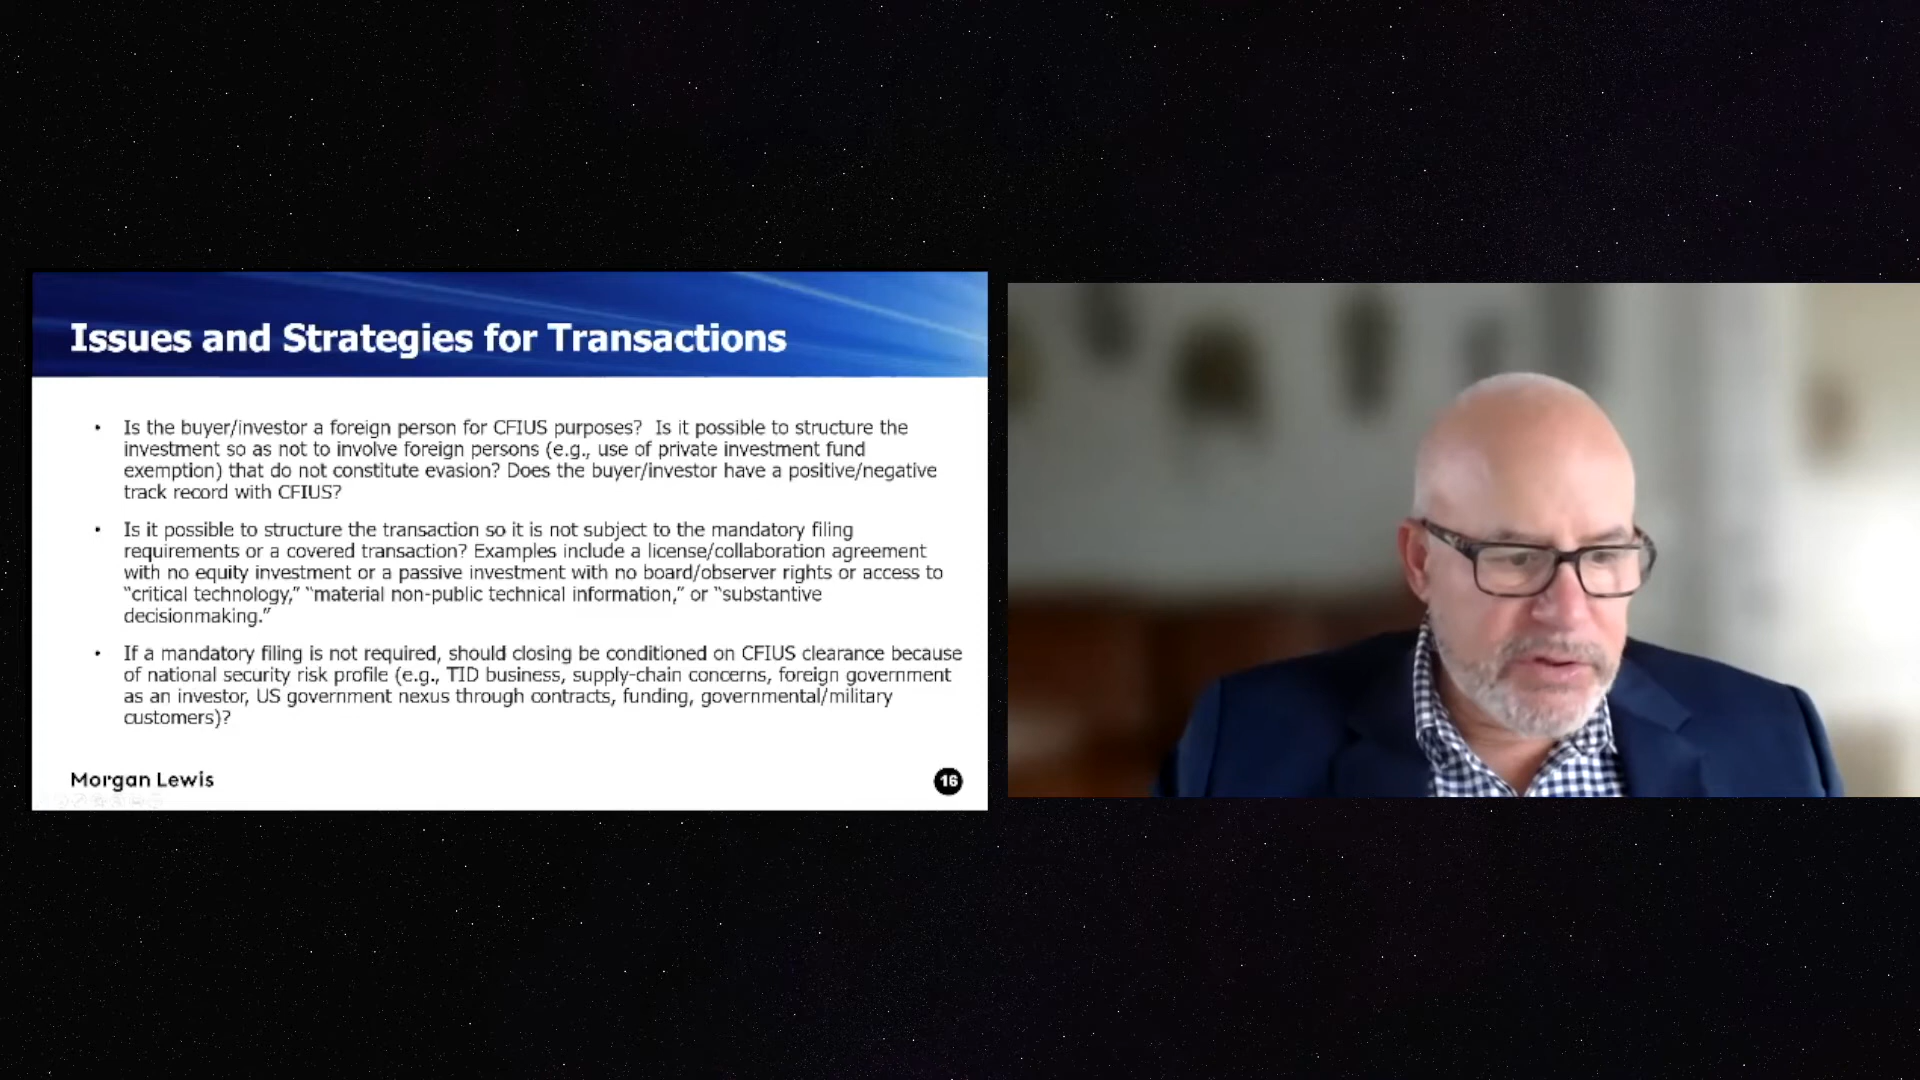 Issues and Strategies for Transactions
• Is the buyer/investor a foreign person for CFIUS purposes?  Is it possible to structure the
investment so as not to involve foreign persons (e.g., use of private investment fund
exemption) that do not constitute evasion? Does the buyer/investor have a positive/negative
track record with CFIUS?
• Is it possible to structure the transaction so it is not subject to the mandatory filing
requirements or a covered transaction? Examples include a license/collaboration agreement
with no equity investment or a passive investment with no board/observer rights or access to
“critical technology,” “material non-public technical information,” or “substantive
decisionmaking.”
• If a mandatory filing is not required, should closing be conditioned on CFIUS clearance because
of national security risk profile (e.g., TID business, supply-chain concerns, foreign government
as an investor, US government nexus through contracts, funding, governmental/military
customers)?
Morgan Lewis
16